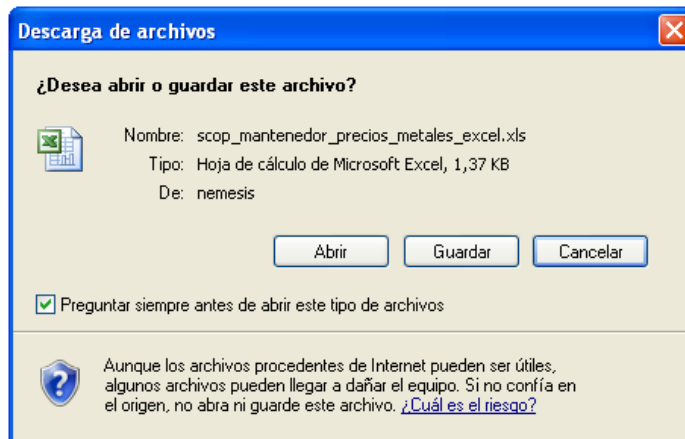 Descarga de archivos
¿Desea abrir o guardar este archivo?
Nombre: scop_mantenedor_precios_metales_excel.xls
Tipo: Hoja de cálculo de Microsoft Excel, 1,37 KB
De: nemesis
Abrir Guardar Cancelar
Preguntar siempre antes de abrir este tipo de archivos
Aunque los archivos procedentes de Internet pueden ser útiles,
algunos archivos pueden llegar a dañar el equipo. Si no confía en
el origen, no abra ni guarde este archivo. ¿Cuál es el riesgo?